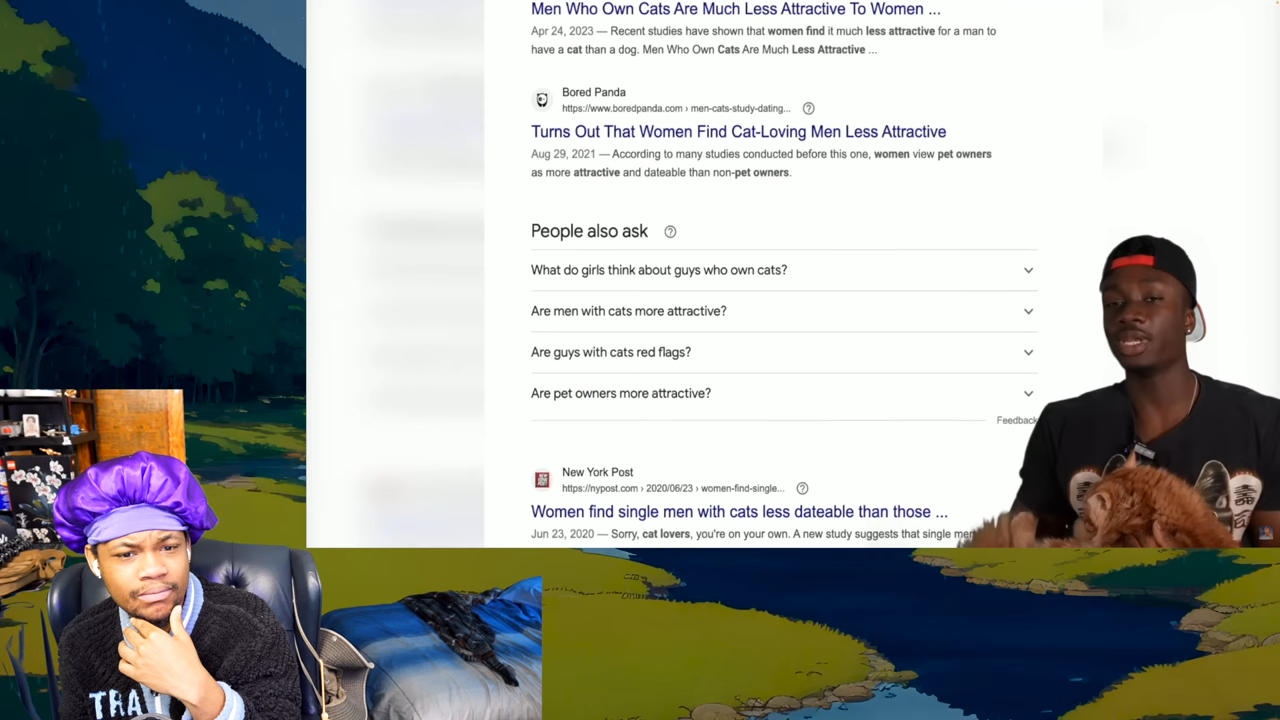 Men Who Own Cats Are Much Less Attractive To Women ...
Apr 24, 2023 — Recent studies have shown that women find it much less attractive for a man to
have a cat than a dog. Men Who Own Cats Are Much Less Attractive ...
Bored Panda
https://www.boredpanda.com › men-cats-study-dating...
Turns Out That Women Find Cat-Loving Men Less Attractive
Aug 29, 2021 — According to many studies conducted before this one, women view pet owners
as more attractive and dateable than non-pet owners.
People also ask
What do girls think about guys who own cats?
Are men with cats more attractive?
Are guys with cats red flags?
Are pet owners more attractive?
Feedback
New York Post
https://nypost.com › 2020/06/23 › women-find-single...
Women find single men with cats less dateable than those ...
Jun 23, 2020 — Sorry, cat lovers, you're on your own. A new study suggests that single
TRA